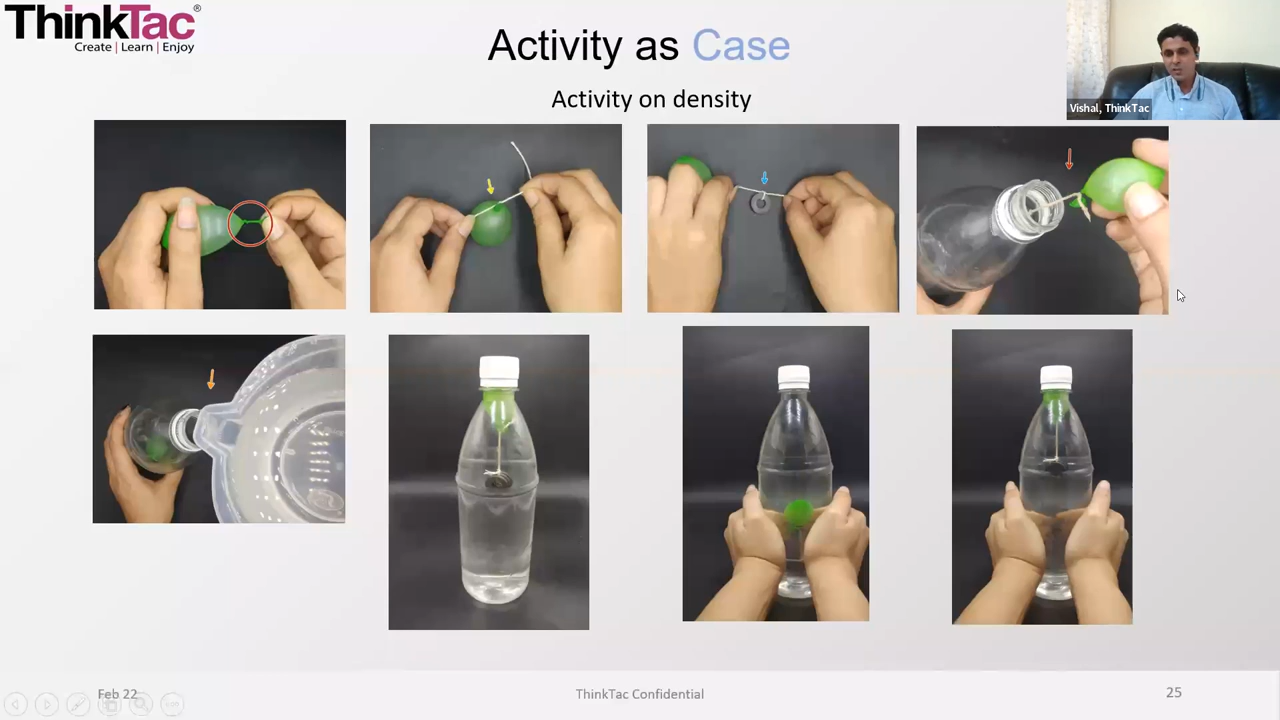 ThinkTac®
Create | Learn | Enjoy
Activity as Case
Activity on density
Vishal, ThinkTac
Feb 22
ThinkTac Confidential
25